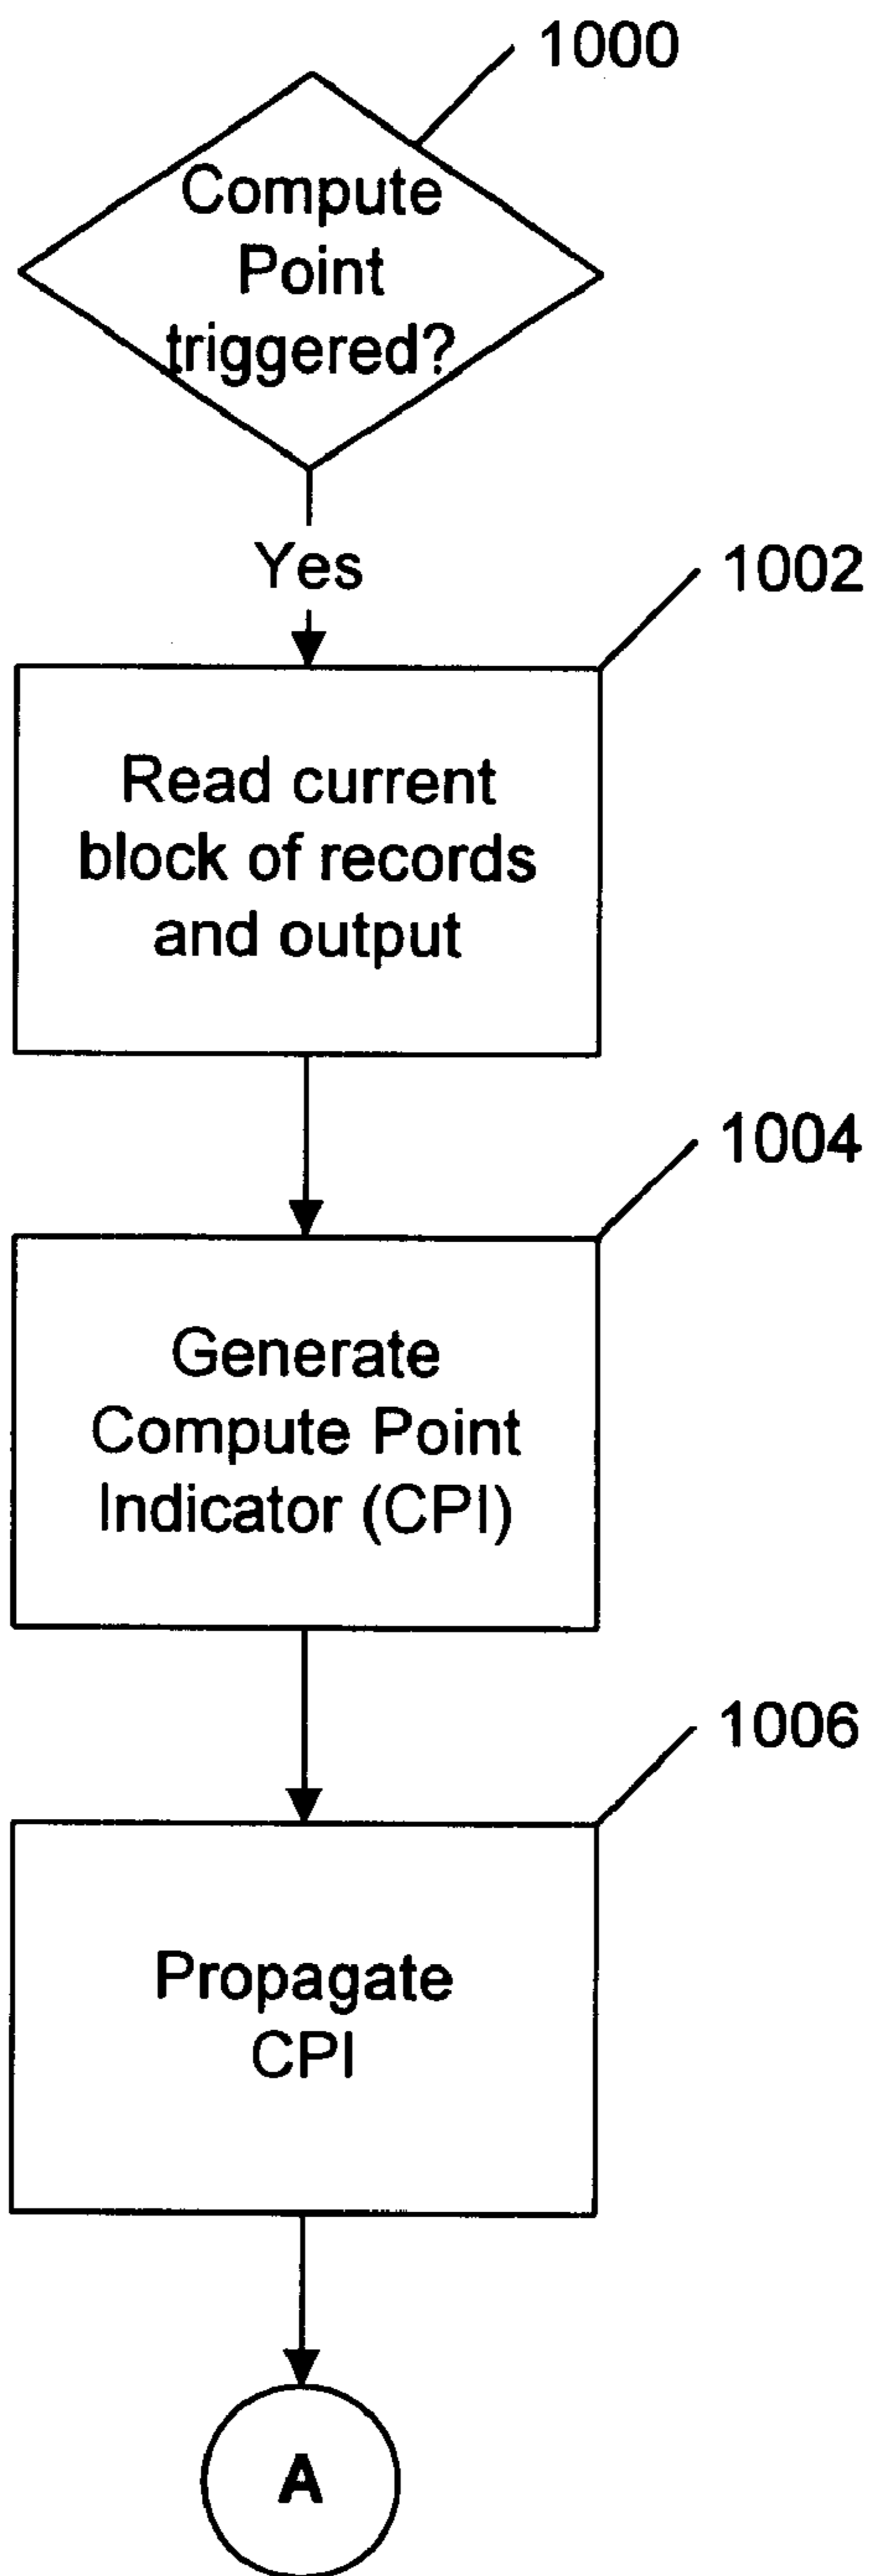 1000
Compute
Point
triggered?
Yes
1002
Read current
block of records
and output
1004
Generate
Compute Point
Indicator (CPI)
1006
Propagate
CPI
A